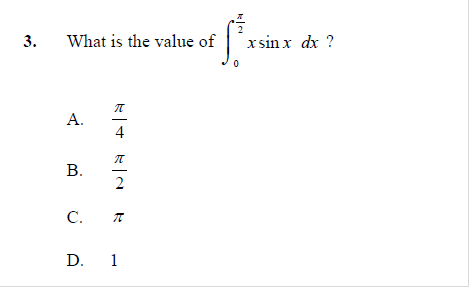 3. What is the value of ∫₀^(π/2) x sin x dx ?
A. π/4
B. π/2
C. π
D. 1